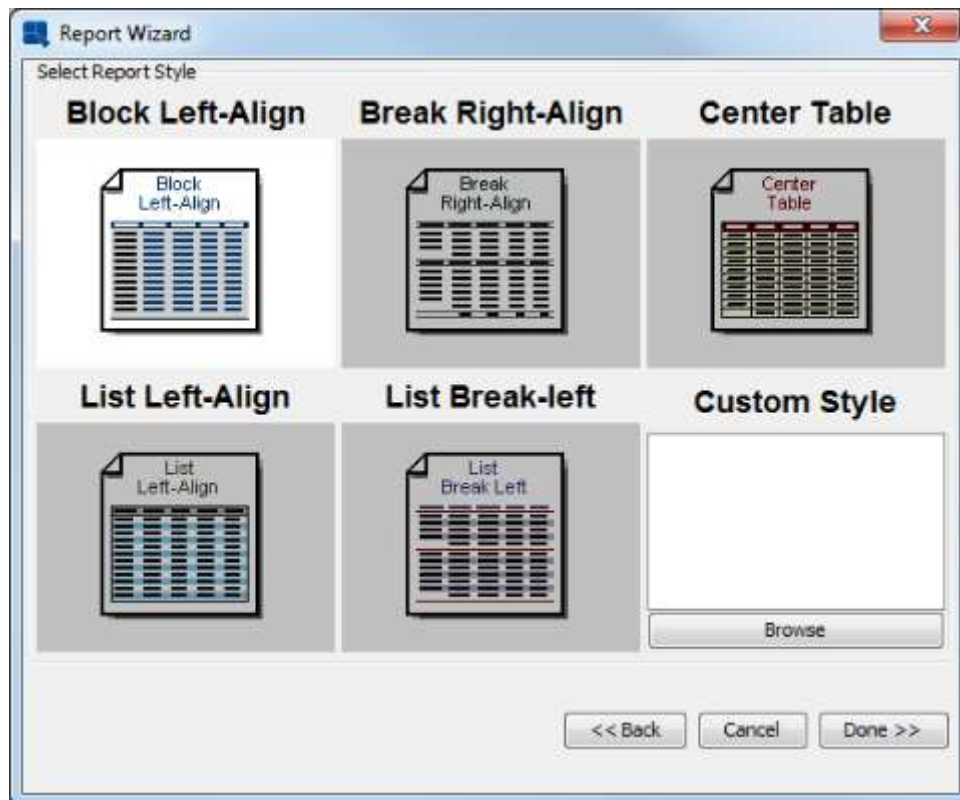 Report Wizard
Select Report Style
Block Left-Align
Break Right-Align
Center Table
Block
Left-Align
Break
Right-Align
Center
Table
List Left-Align
List Break-left
Custom Style
List
Left-Align
List
Break Left
Browse
<< Back
Cancel
Done >>